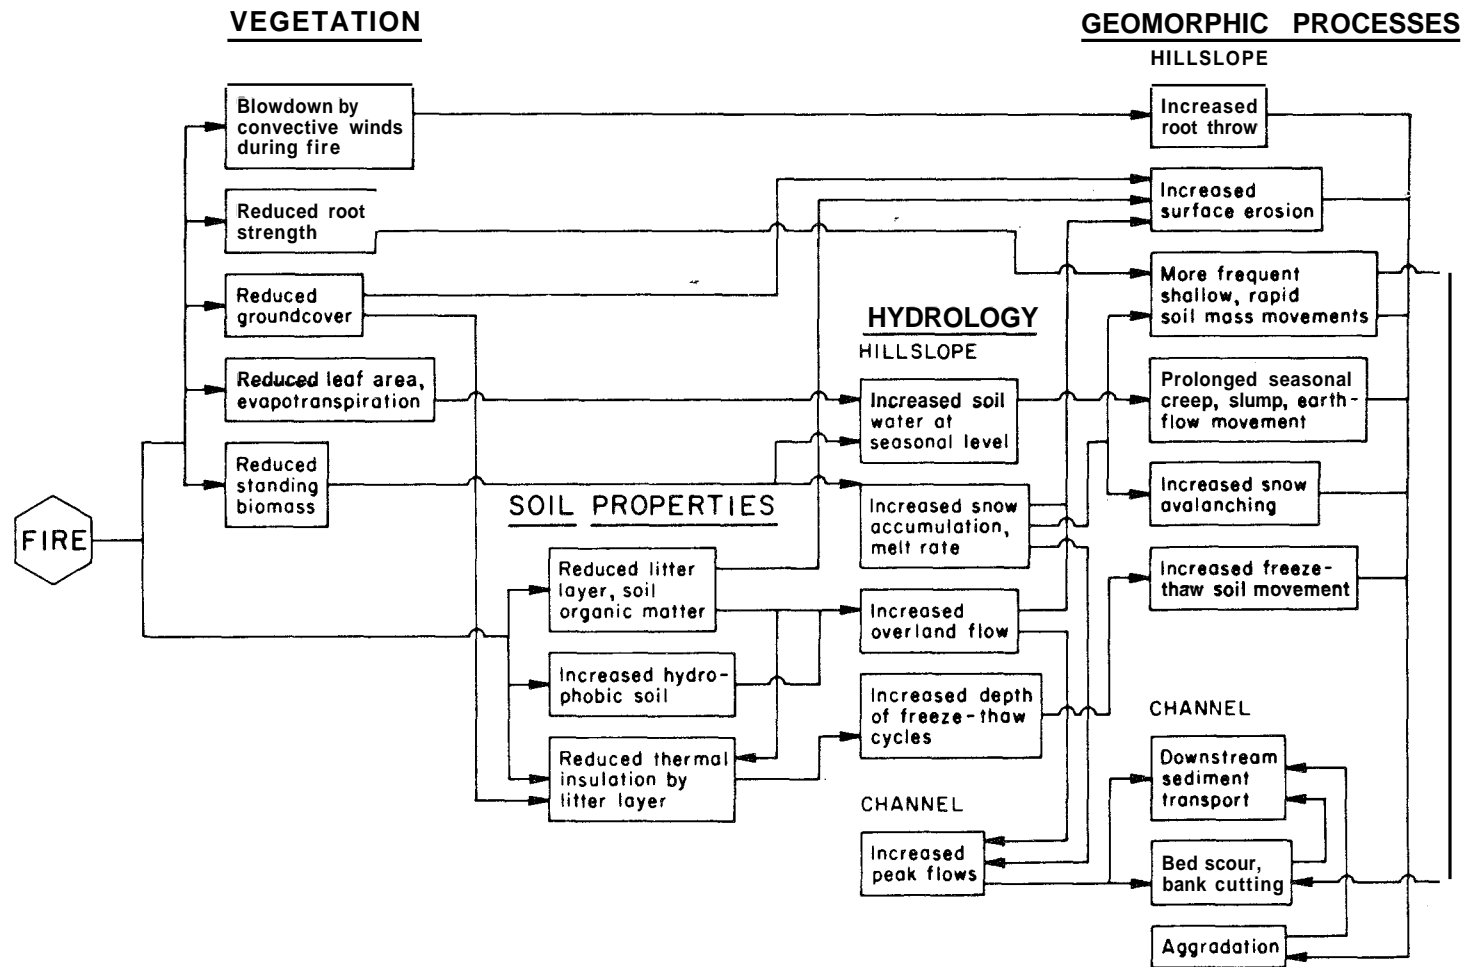 VEGETATION
GEOMORPHIC PROCESSES
HILLSLOPE
Blowdown by
convective winds
during fire
Increased
root throw
Reduced root
strength
Increased
surface erosion
Reduced
groundcover
More frequent
shallow, rapid
soil mass movements
HYDROLOGY
HILLSLOPE
Reduced leaf area,
evapotranspiration
Increased soil
water at
seasonal level
Prolonged seasonal
creep, slump, earth-
flow movement
Reduced
standing
biomass
SOIL PROPERTIES
Increased snow
accumulation,
melt rate
Increased snow
avalanching
FIRE
Reduced litter
layer, soil
organic matter
Increased
overland flow
Increased freeze-
thaw soil movement
Increased hydro-
phobic soil
Increased depth
of freeze-thaw
cycles
CHANNEL
Reduced thermal
insulation by
litter layer
Downstream
sediment
transport
CHANNEL
Increased
peak flows
Bed scour,
bank cutting
Aggradation